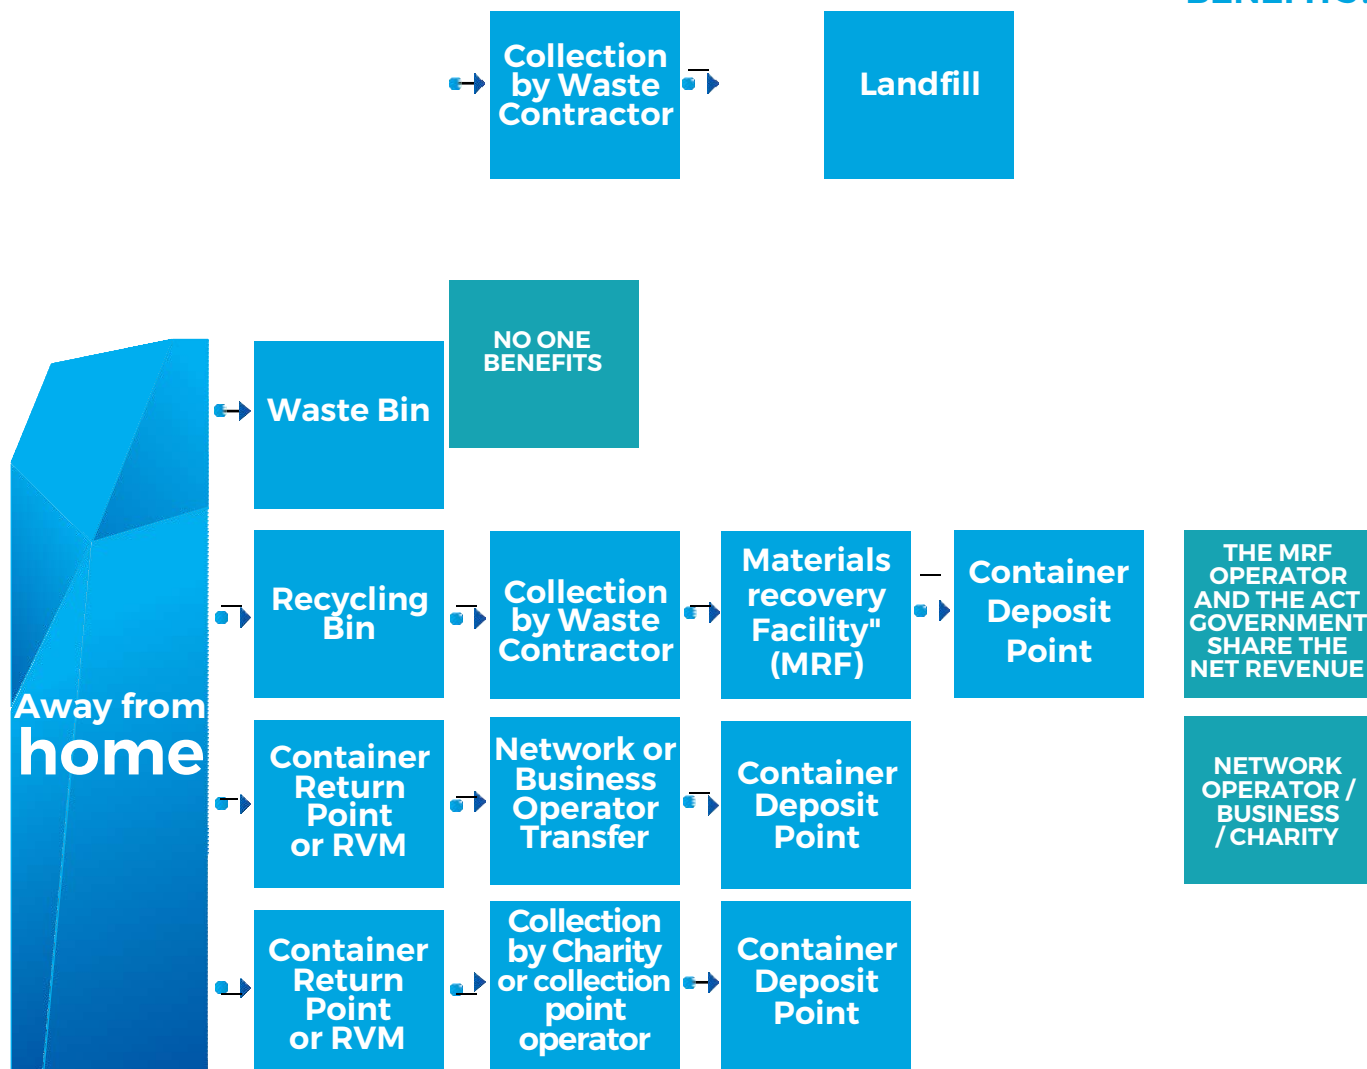 Collection
by Waste
Contractor
Landfill
NO ONE
BENEFITS
Waste Bin
Away from
home
Recycling
Bin
Collection
by Waste
Contractor
Materials
recovery
Facility"
(MRF)
Container
Deposit
Point
THE MRF
OPERATOR
AND THE ACT
GOVERNMENT
SHARE THE
NET REVENUE
Container
Return
Point
or RVM
Network or
Business
Operator
Transfer
Container
Deposit
Point
NETWORK
OPERATOR /
BUSINESS
/ CHARITY
Container
Return
Point
or RVM
Collection
by Charity
or collection
point
operator
Container
Deposit
Point